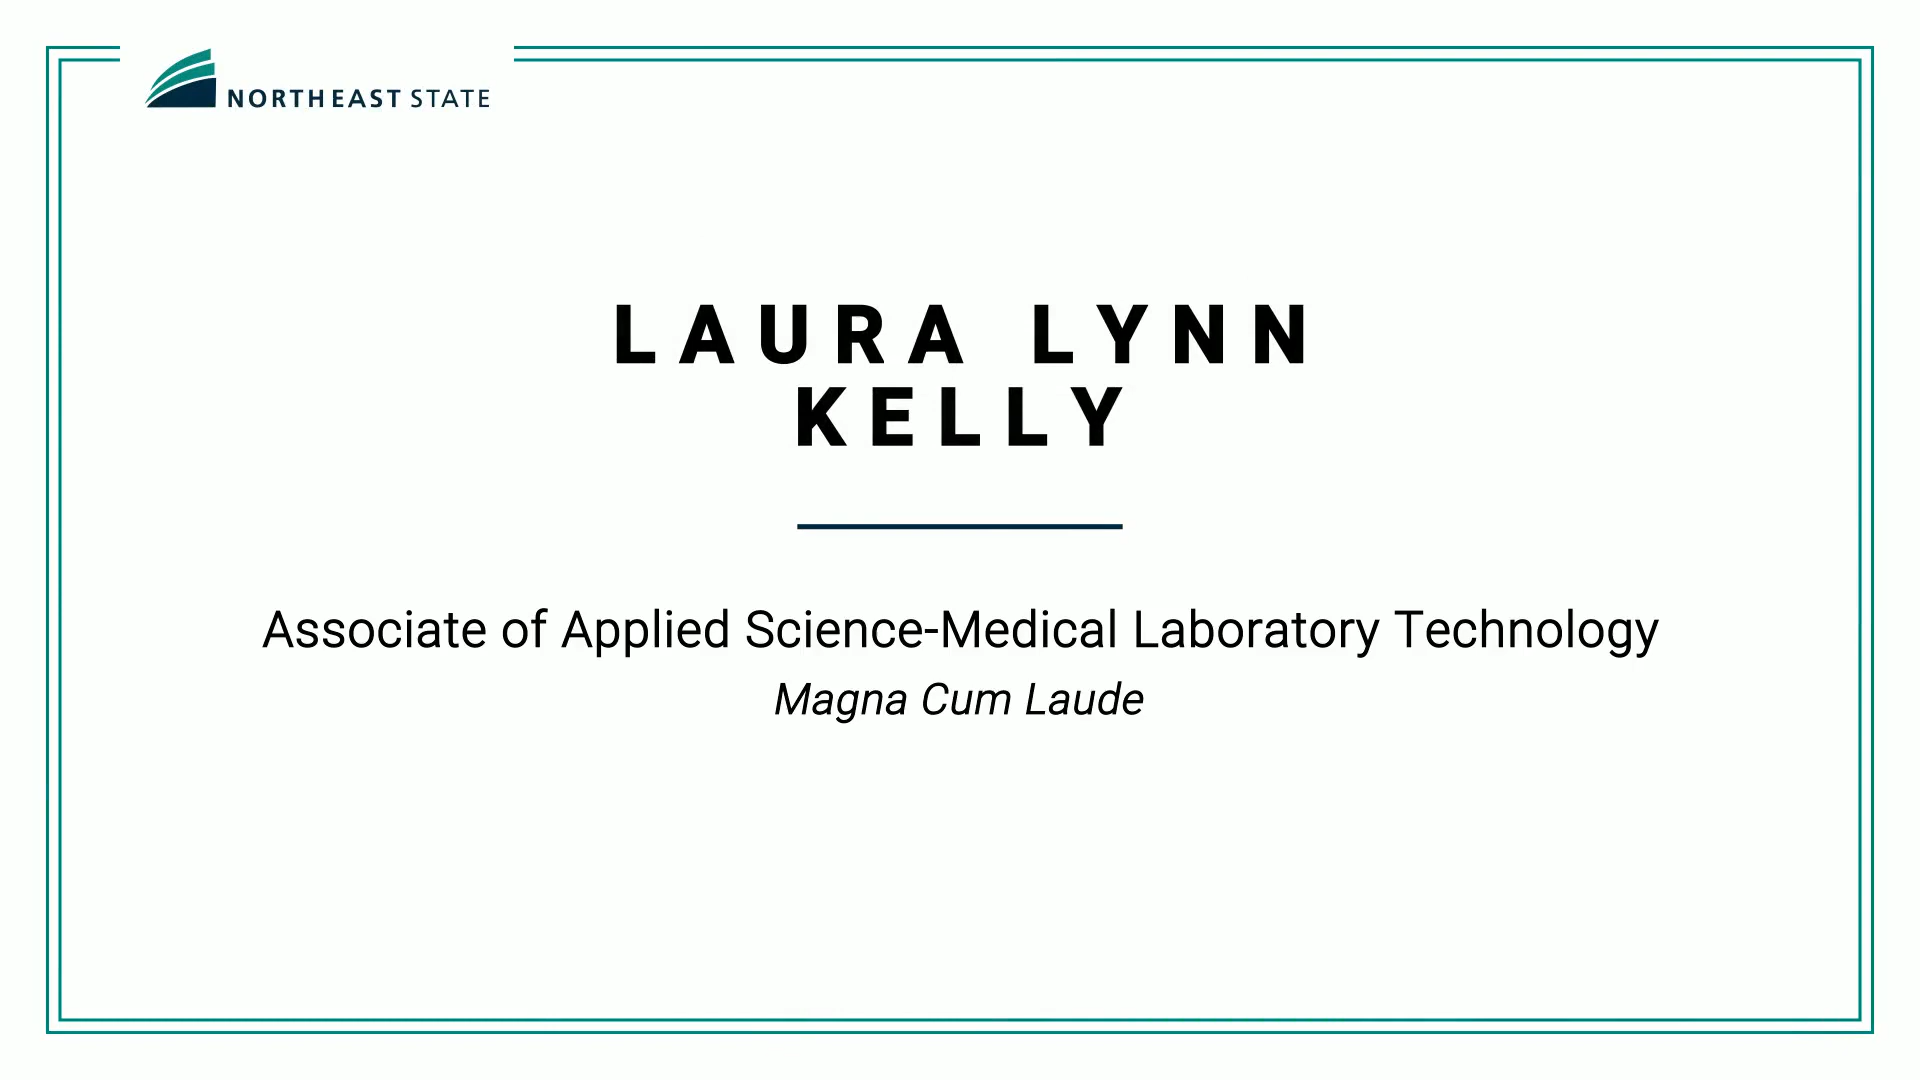 NORTHEAST STATE
LAURA LYNN
KELLY
Associate of Applied Science-Medical Laboratory Technology
Magna Cum Laude